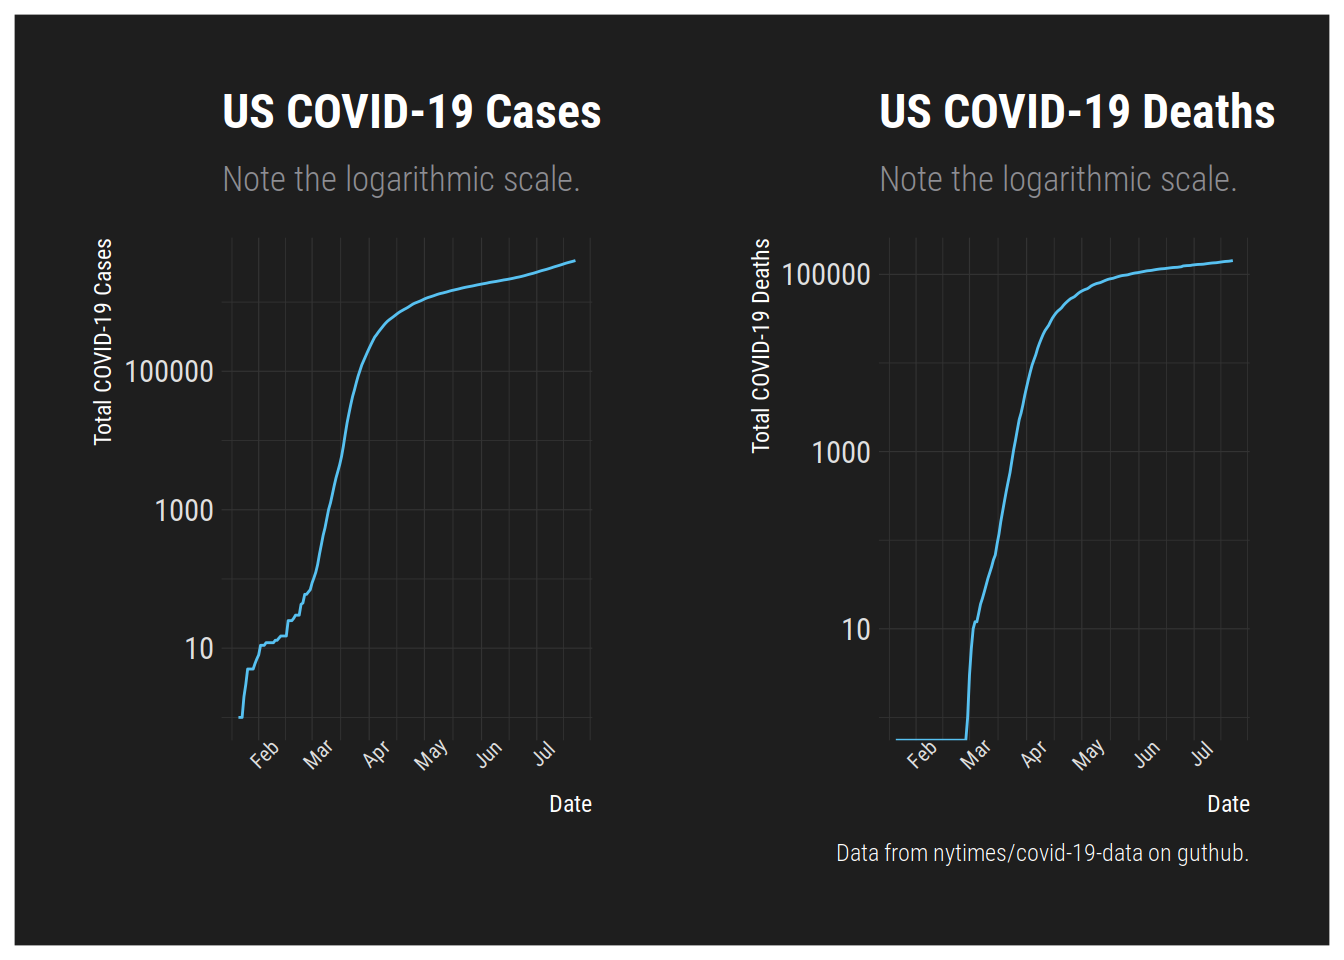 US COVID-19 Cases
Note the logarithmic scale.
Total COVID-19 Cases
100000
1000
10
Feb
Mar
Apr
May
Jun
Jul
Date
US COVID-19 Deaths
Note the logarithmic scale.
Total COVID-19 Deaths
100000
1000
10
Feb
Mar
Apr
May
Jun
Jul
Date
Data from nytimes/covid-19-data on guthub.